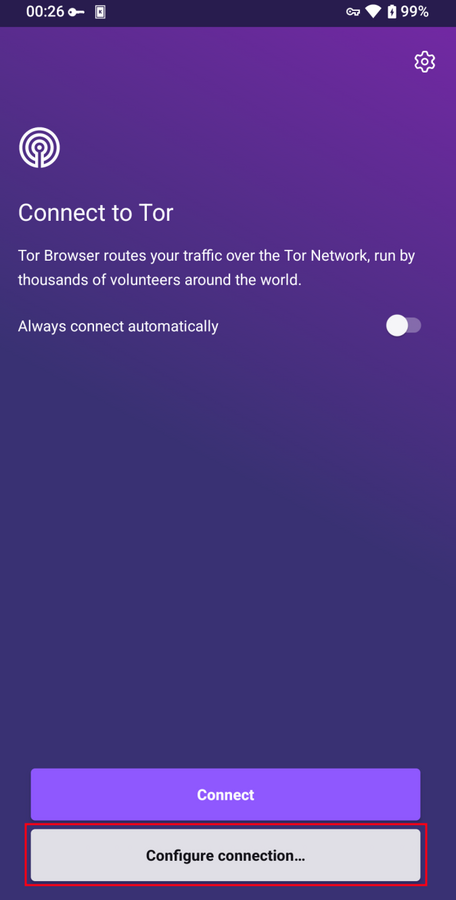 00:26 99%
Connect to Tor
Tor Browser routes your traffic over the Tor Network, run by
thousands of volunteers around the world.
Always connect automatically
Connect
Configure connection…